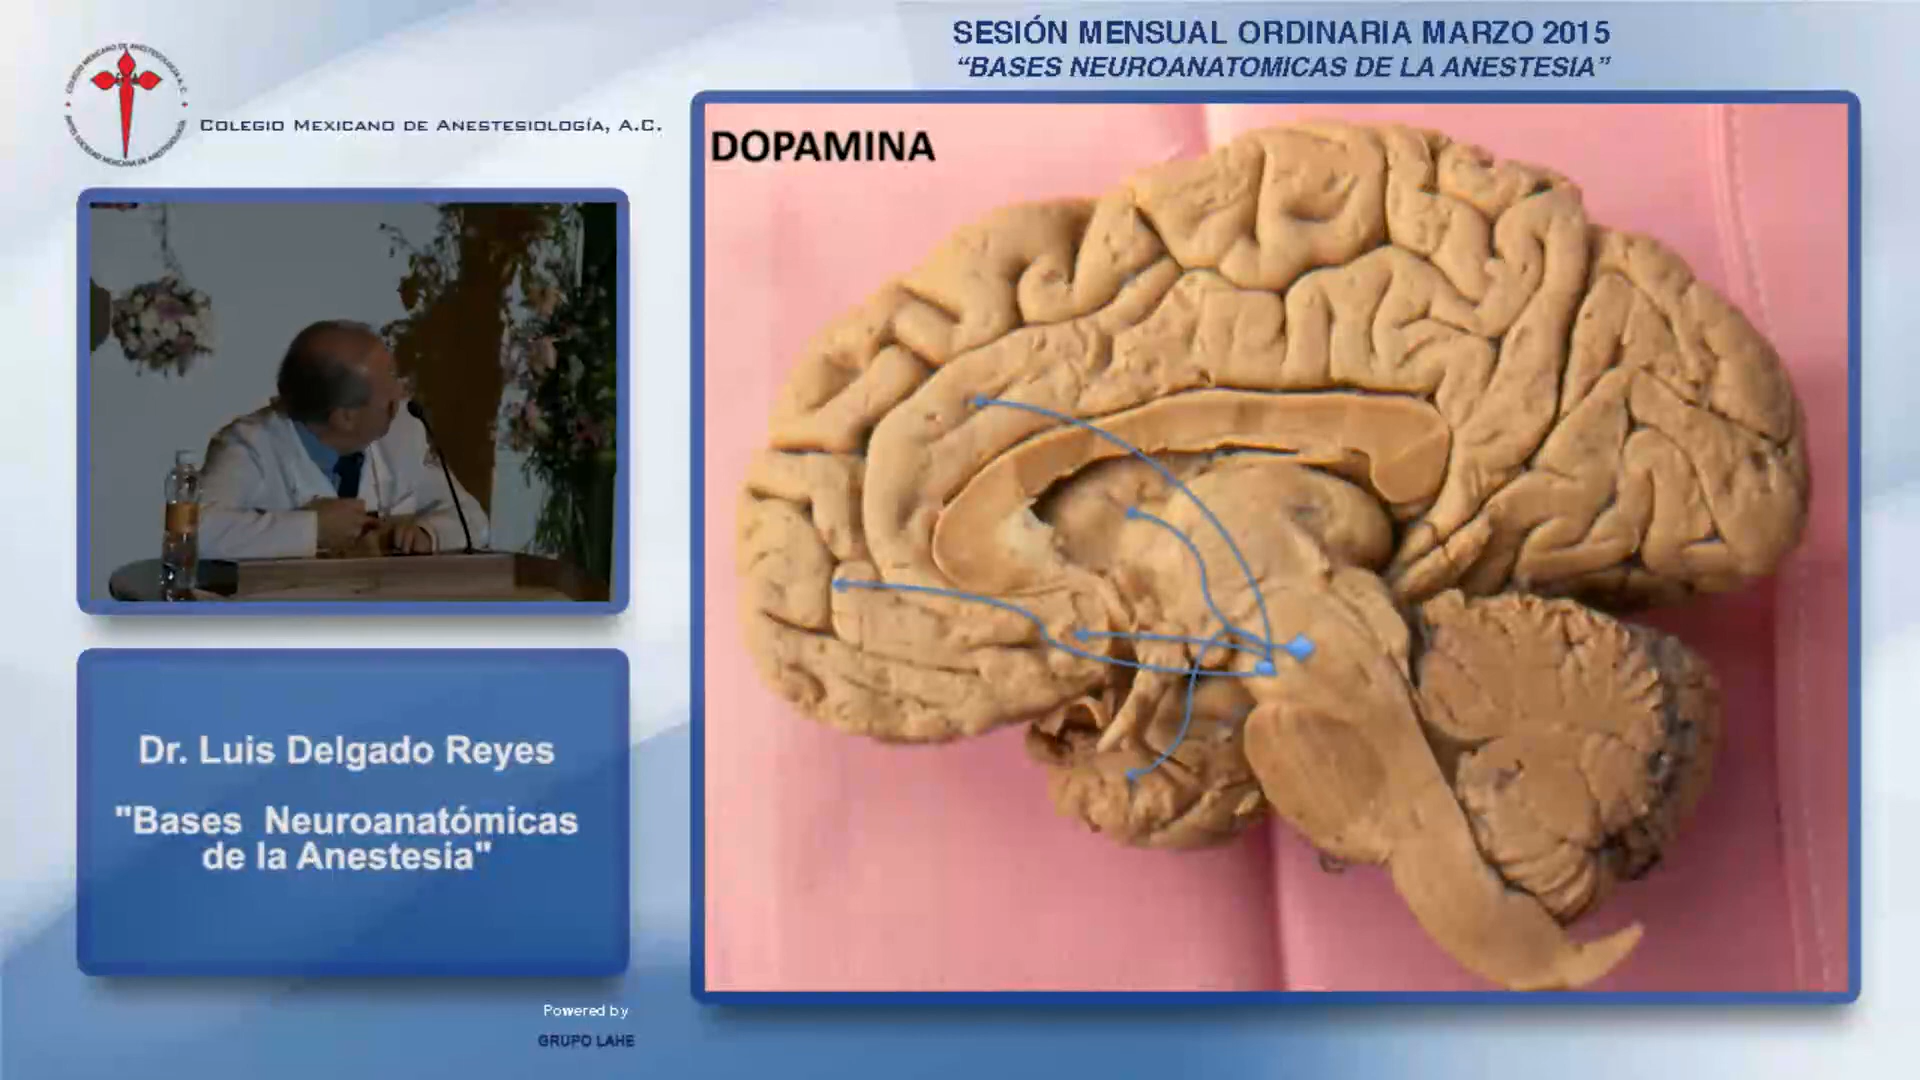 SESIÓN MENSUAL ORDINARIA MARZO 2015
“BASES NEUROANATOMICAS DE LA ANESTESIA”
COLEGIO MEXICANO DE ANESTESIOLOGÍA, A.C.
DOPAMINA
Dr. Luis Delgado Reyes
"Bases Neuroanatómicas
de la Anestesia"
Powered by
GRUPO LAHE